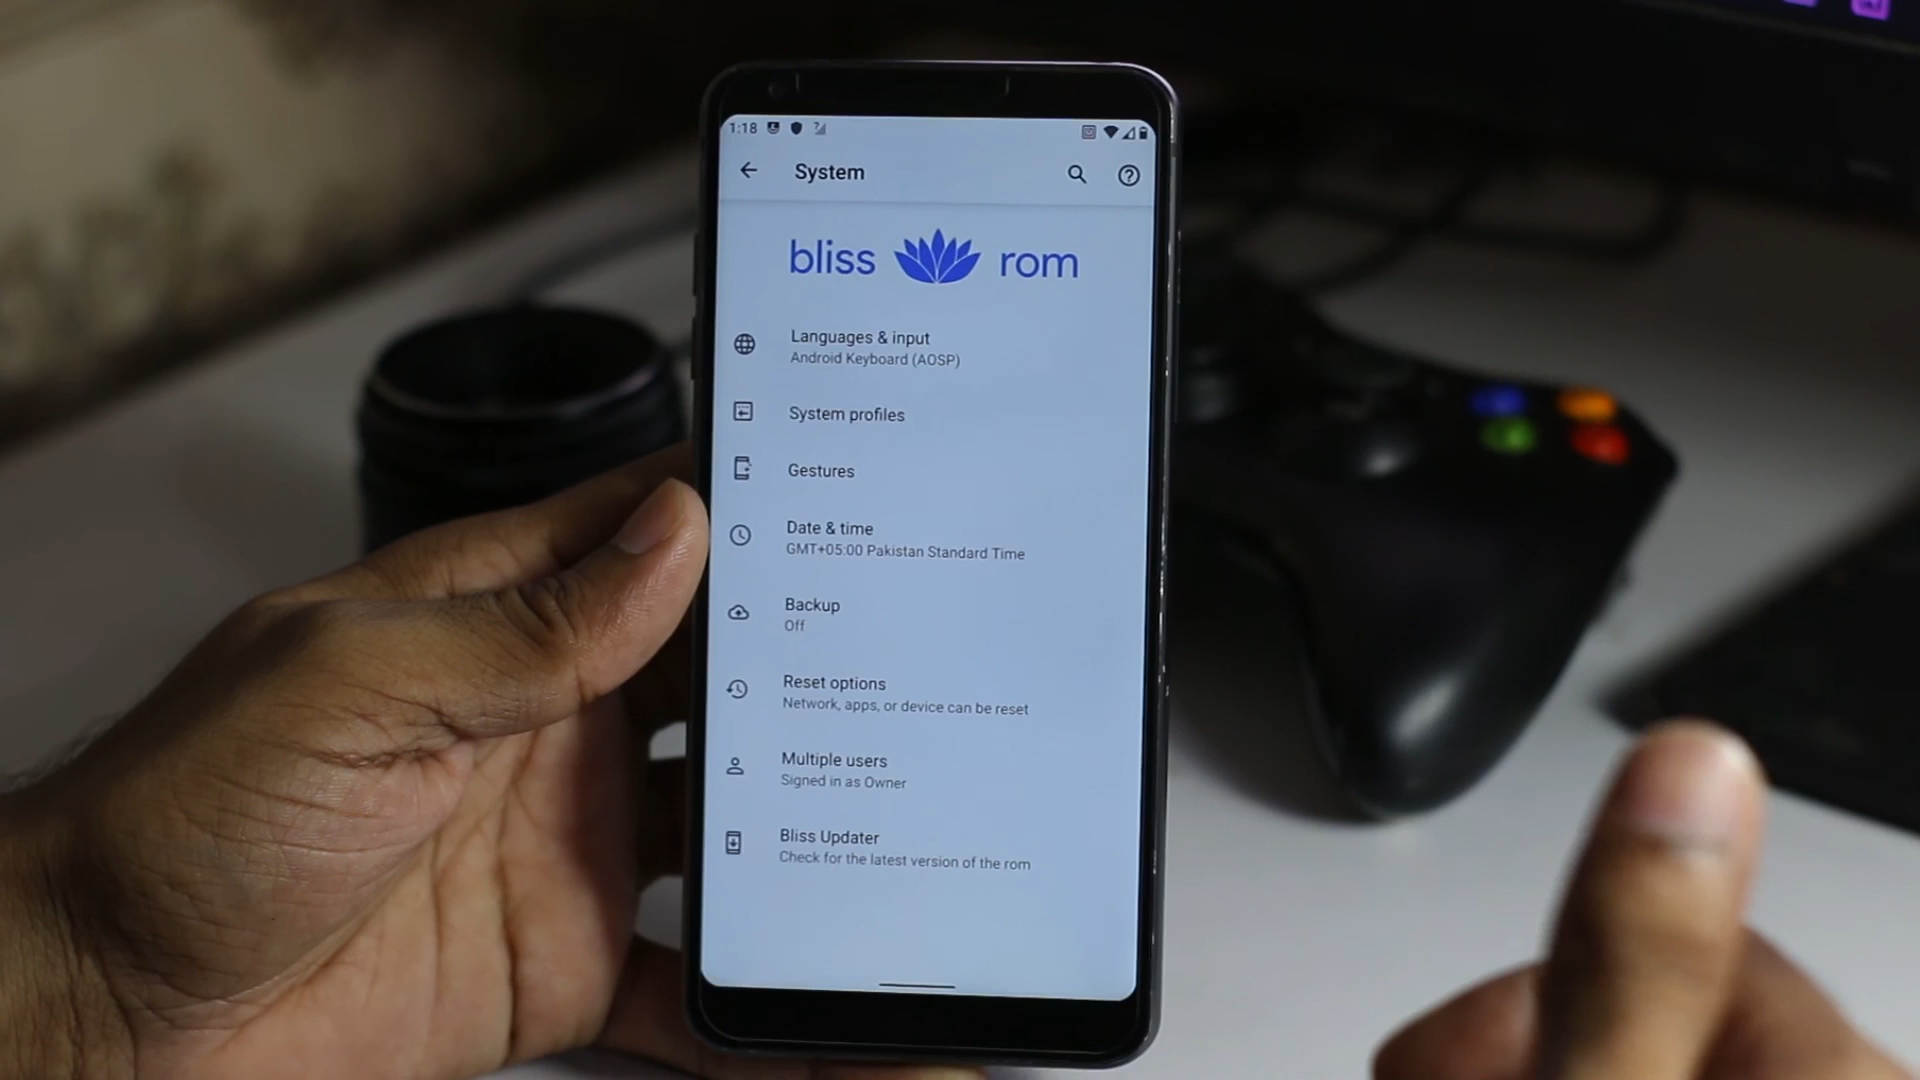 1:18
System
bliss rom
Languages & input
Android Keyboard (AOSP)
System profiles
Gestures
Date & time
GMT+05:00 Pakistan Standard Time
Backup
Off
Reset options
Network, apps, or device can be reset
Multiple users
Signed in as Owner
Bliss Updater
Check for the latest version of the rom